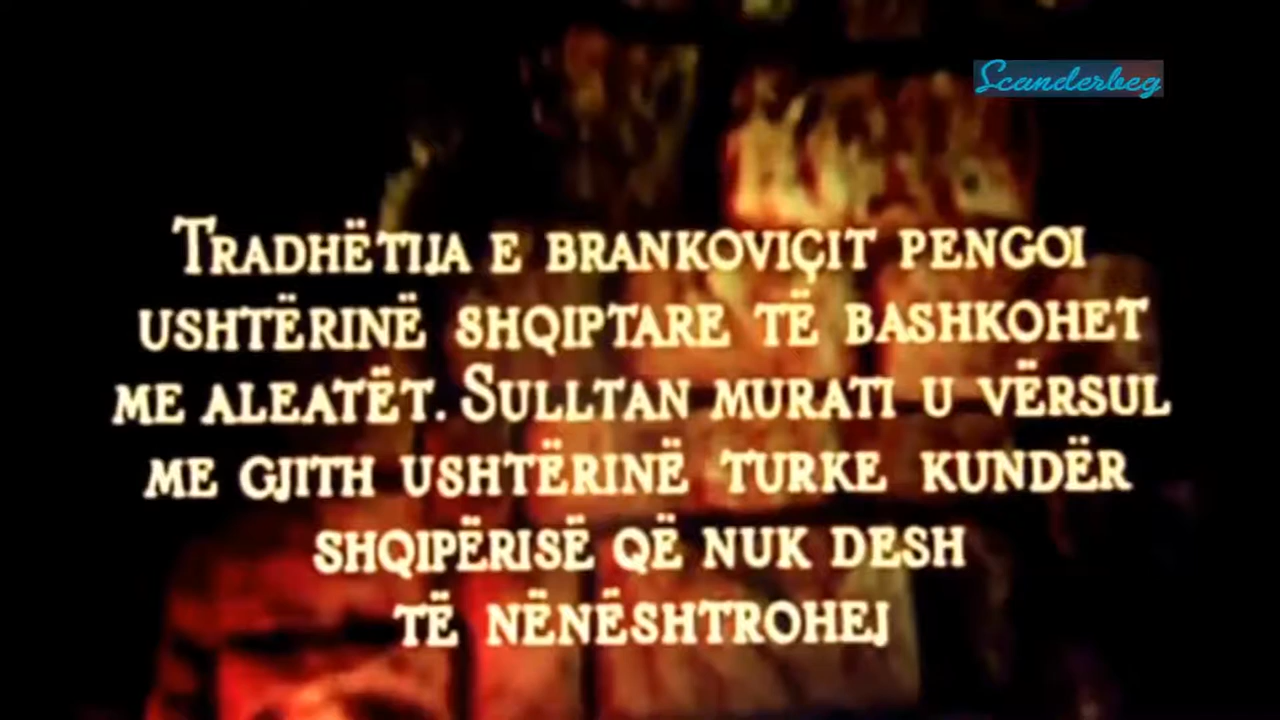 Scanderbeg
TRADHËTIJA E BRANKOVIÇIT PENGOI
USHTËRINË SHQIPTARE TË BASHKOHET
ME ALEATËT. SULLTAN MURATI U VËRSUL
ME GJITH USHTËRINË TURKE KUNDËR
SHQIPËRISË QË NUK DESH
TË NËNËSHTROHEJ